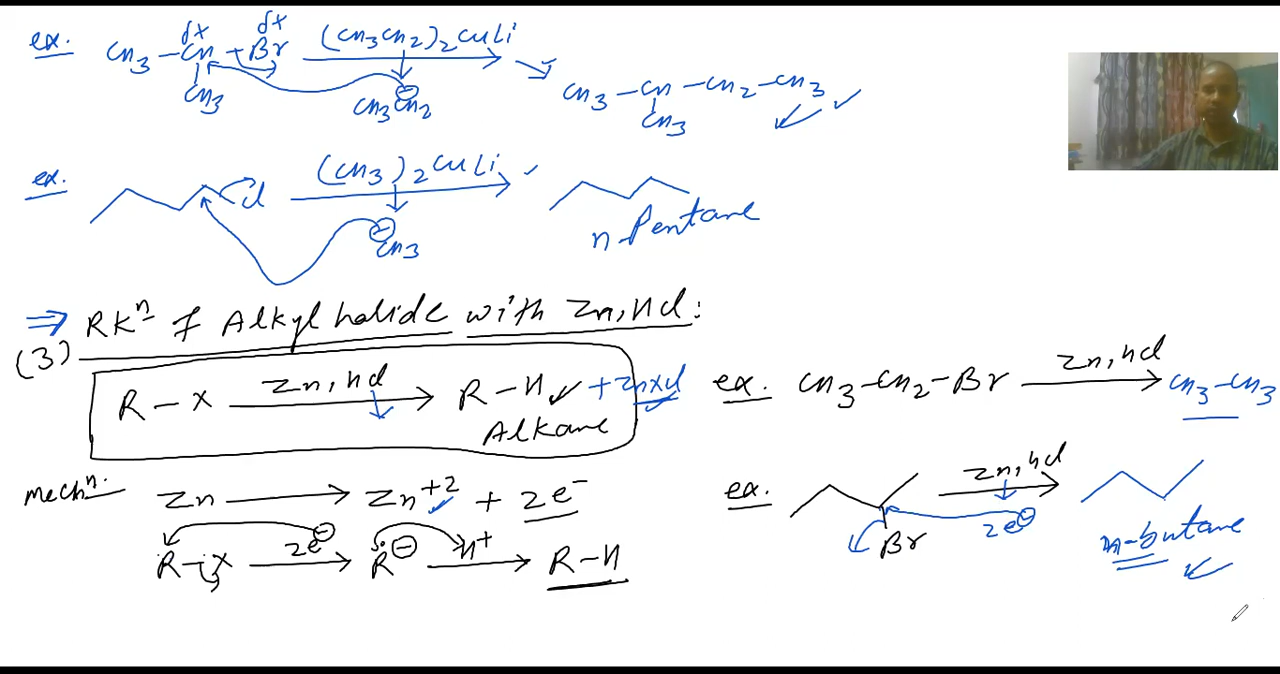 ex. CH3 – CH – Br (CH3CH2)2CuLi
δ+ δ+
CH3 CH3CH2 ⊖
CH3 – CH – CH2 – CH3
CH3
ex. Cl (CH3)2CuLi
⊖CH3
n-Pentane
⇒ RKⁿ of Alkyl halide with Zn, HCl:
(3)
R – X Zn, HCl R – H + ZnXCl
Alkane
mechⁿ. Zn → Zn+2 + 2e⁻
R – X 2e⊖ R⊖ H+ R – H
ex. CH3 – CH2 – Br Zn, HCl CH3 – CH3
ex. Zn, HCl
Br 2e⊖
n-butane